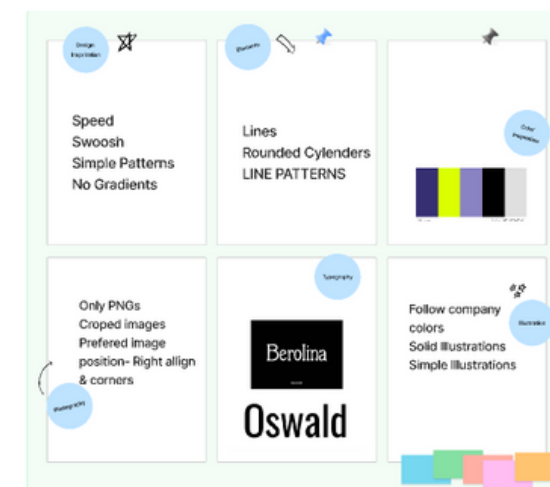 Design
Inspiration
Speed
Swoosh
Simple Patterns
No Gradients
Elements
Lines
Rounded Cylenders
LINE PATTERNS
Color
Inspiration
Photography
Only PNGs
Croped images
Prefered image
position- Right allign
& corners
Typography
Berolina
Oswald
Illustration
Follow company
colors
Solid Illustrations
Simple Illustrations